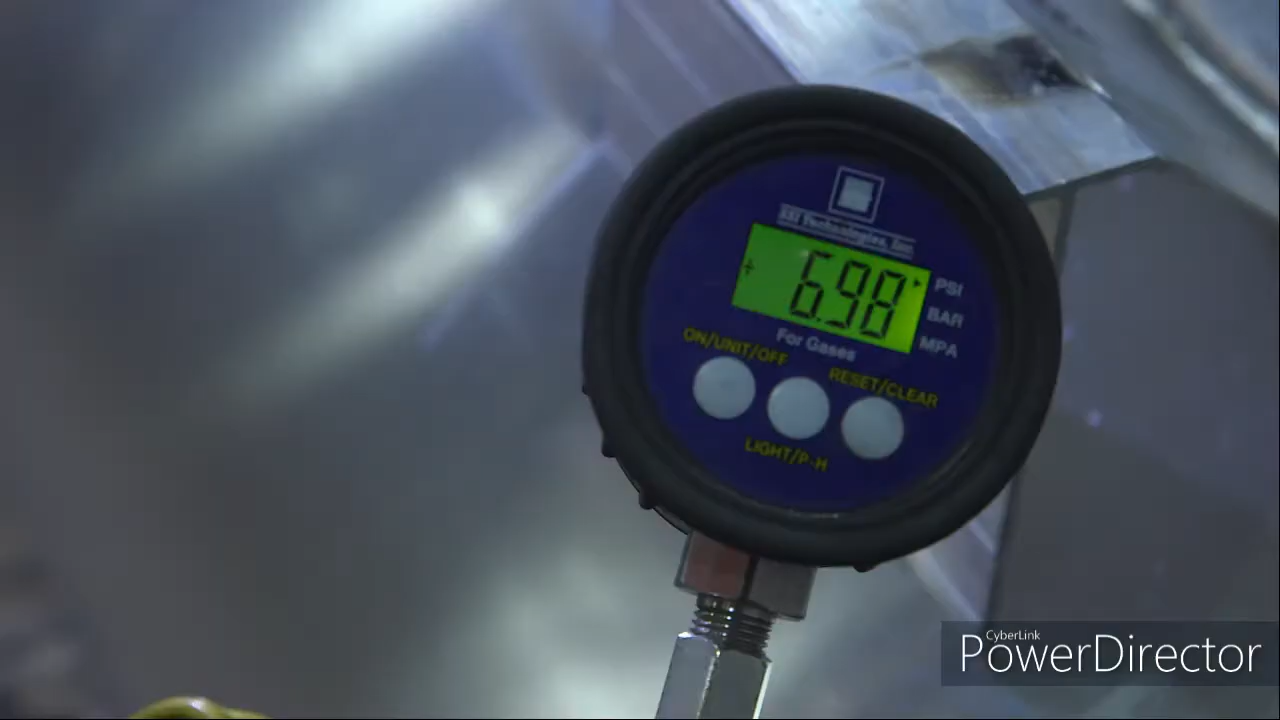 SSI Technologies, Inc.
+ 6.98
PSI
BAR
MPA
For Gases
ON/UNIT/OFF
RESET/CLEAR
LIGHT/P-H
CyberLink
PowerDirector